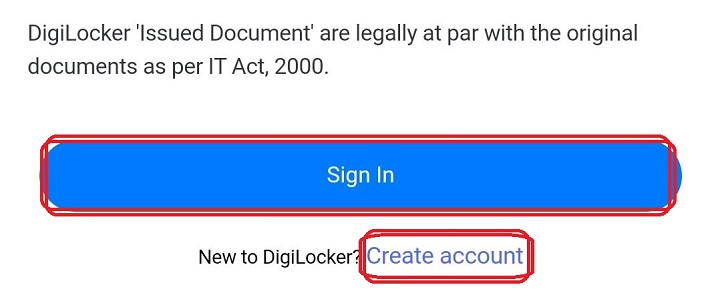 DigiLocker 'Issued Document' are legally at par with the original
documents as per IT Act, 2000.
Sign In
New to DigiLocker? Create account